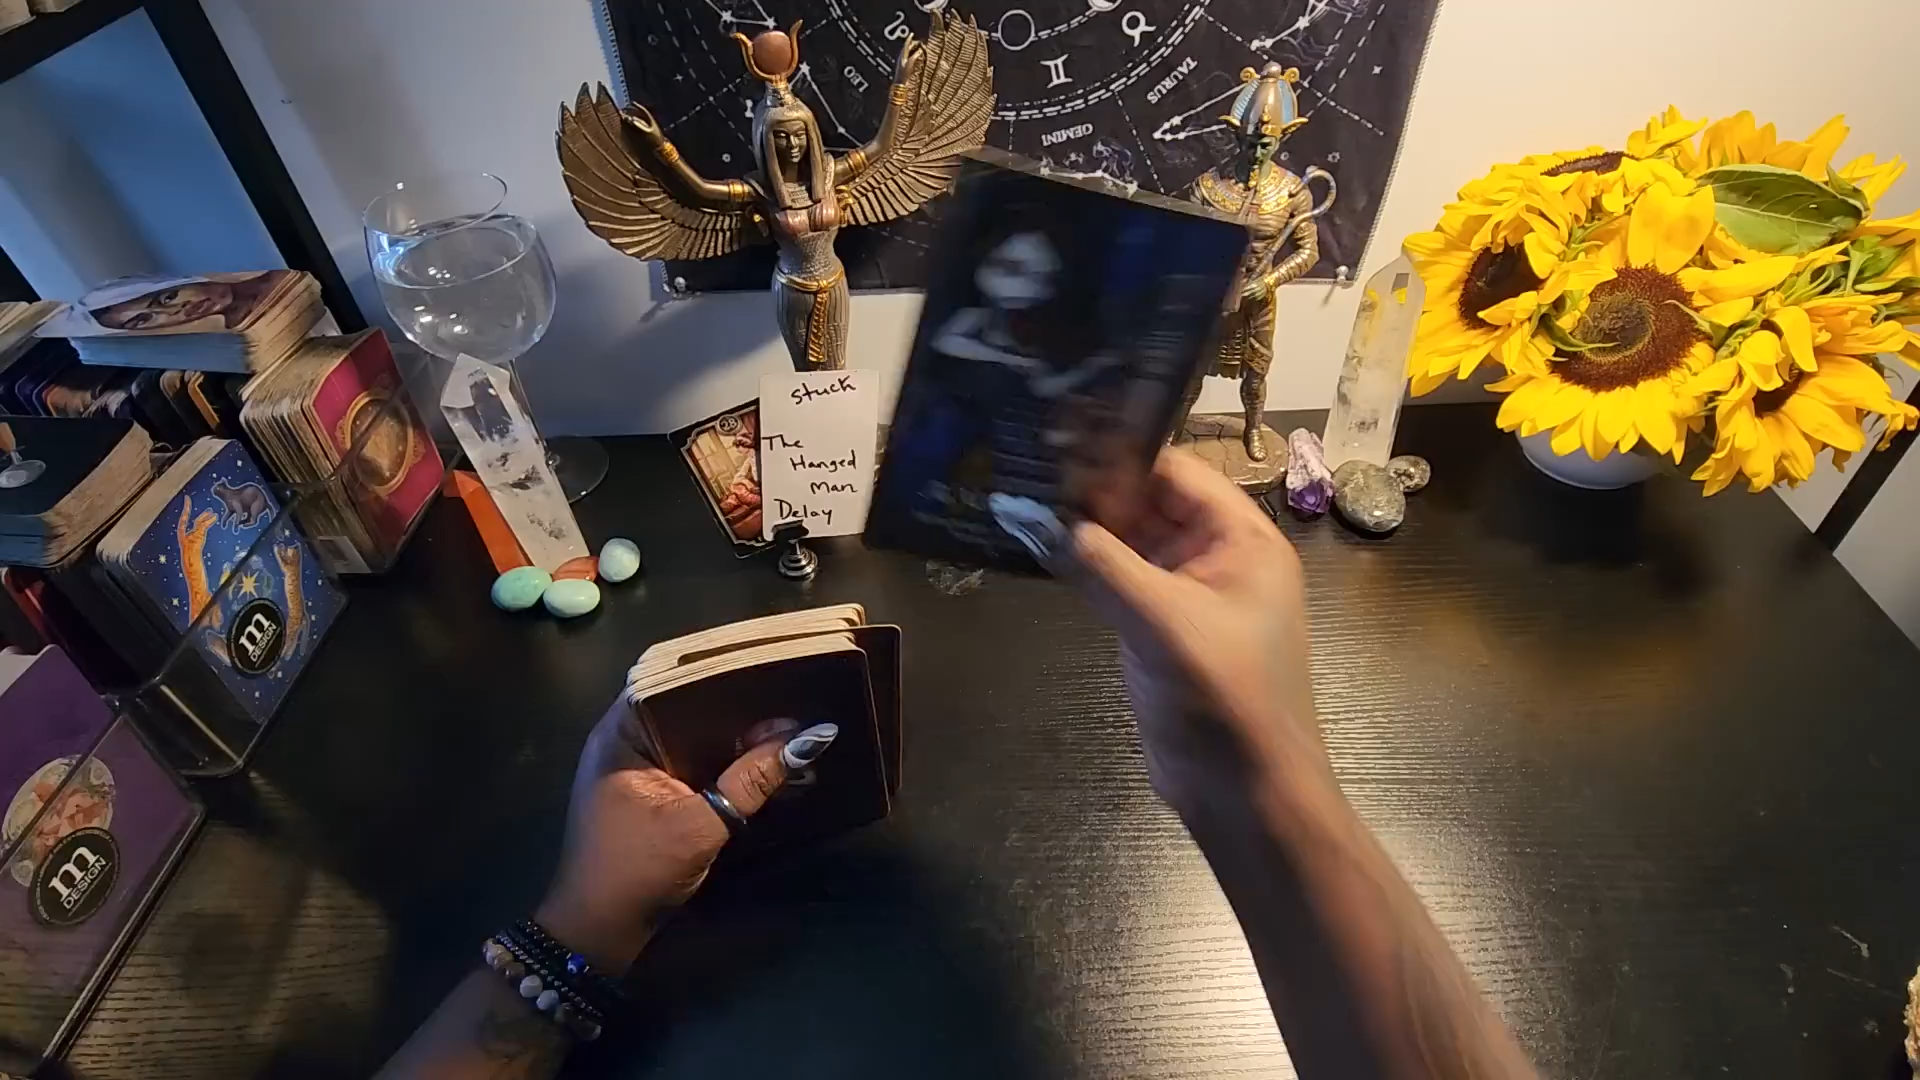 LEO
GEMINI
TAURUS
stuck
The
Hanged
Man
Delay
m
DESIGN
m
DESIGN